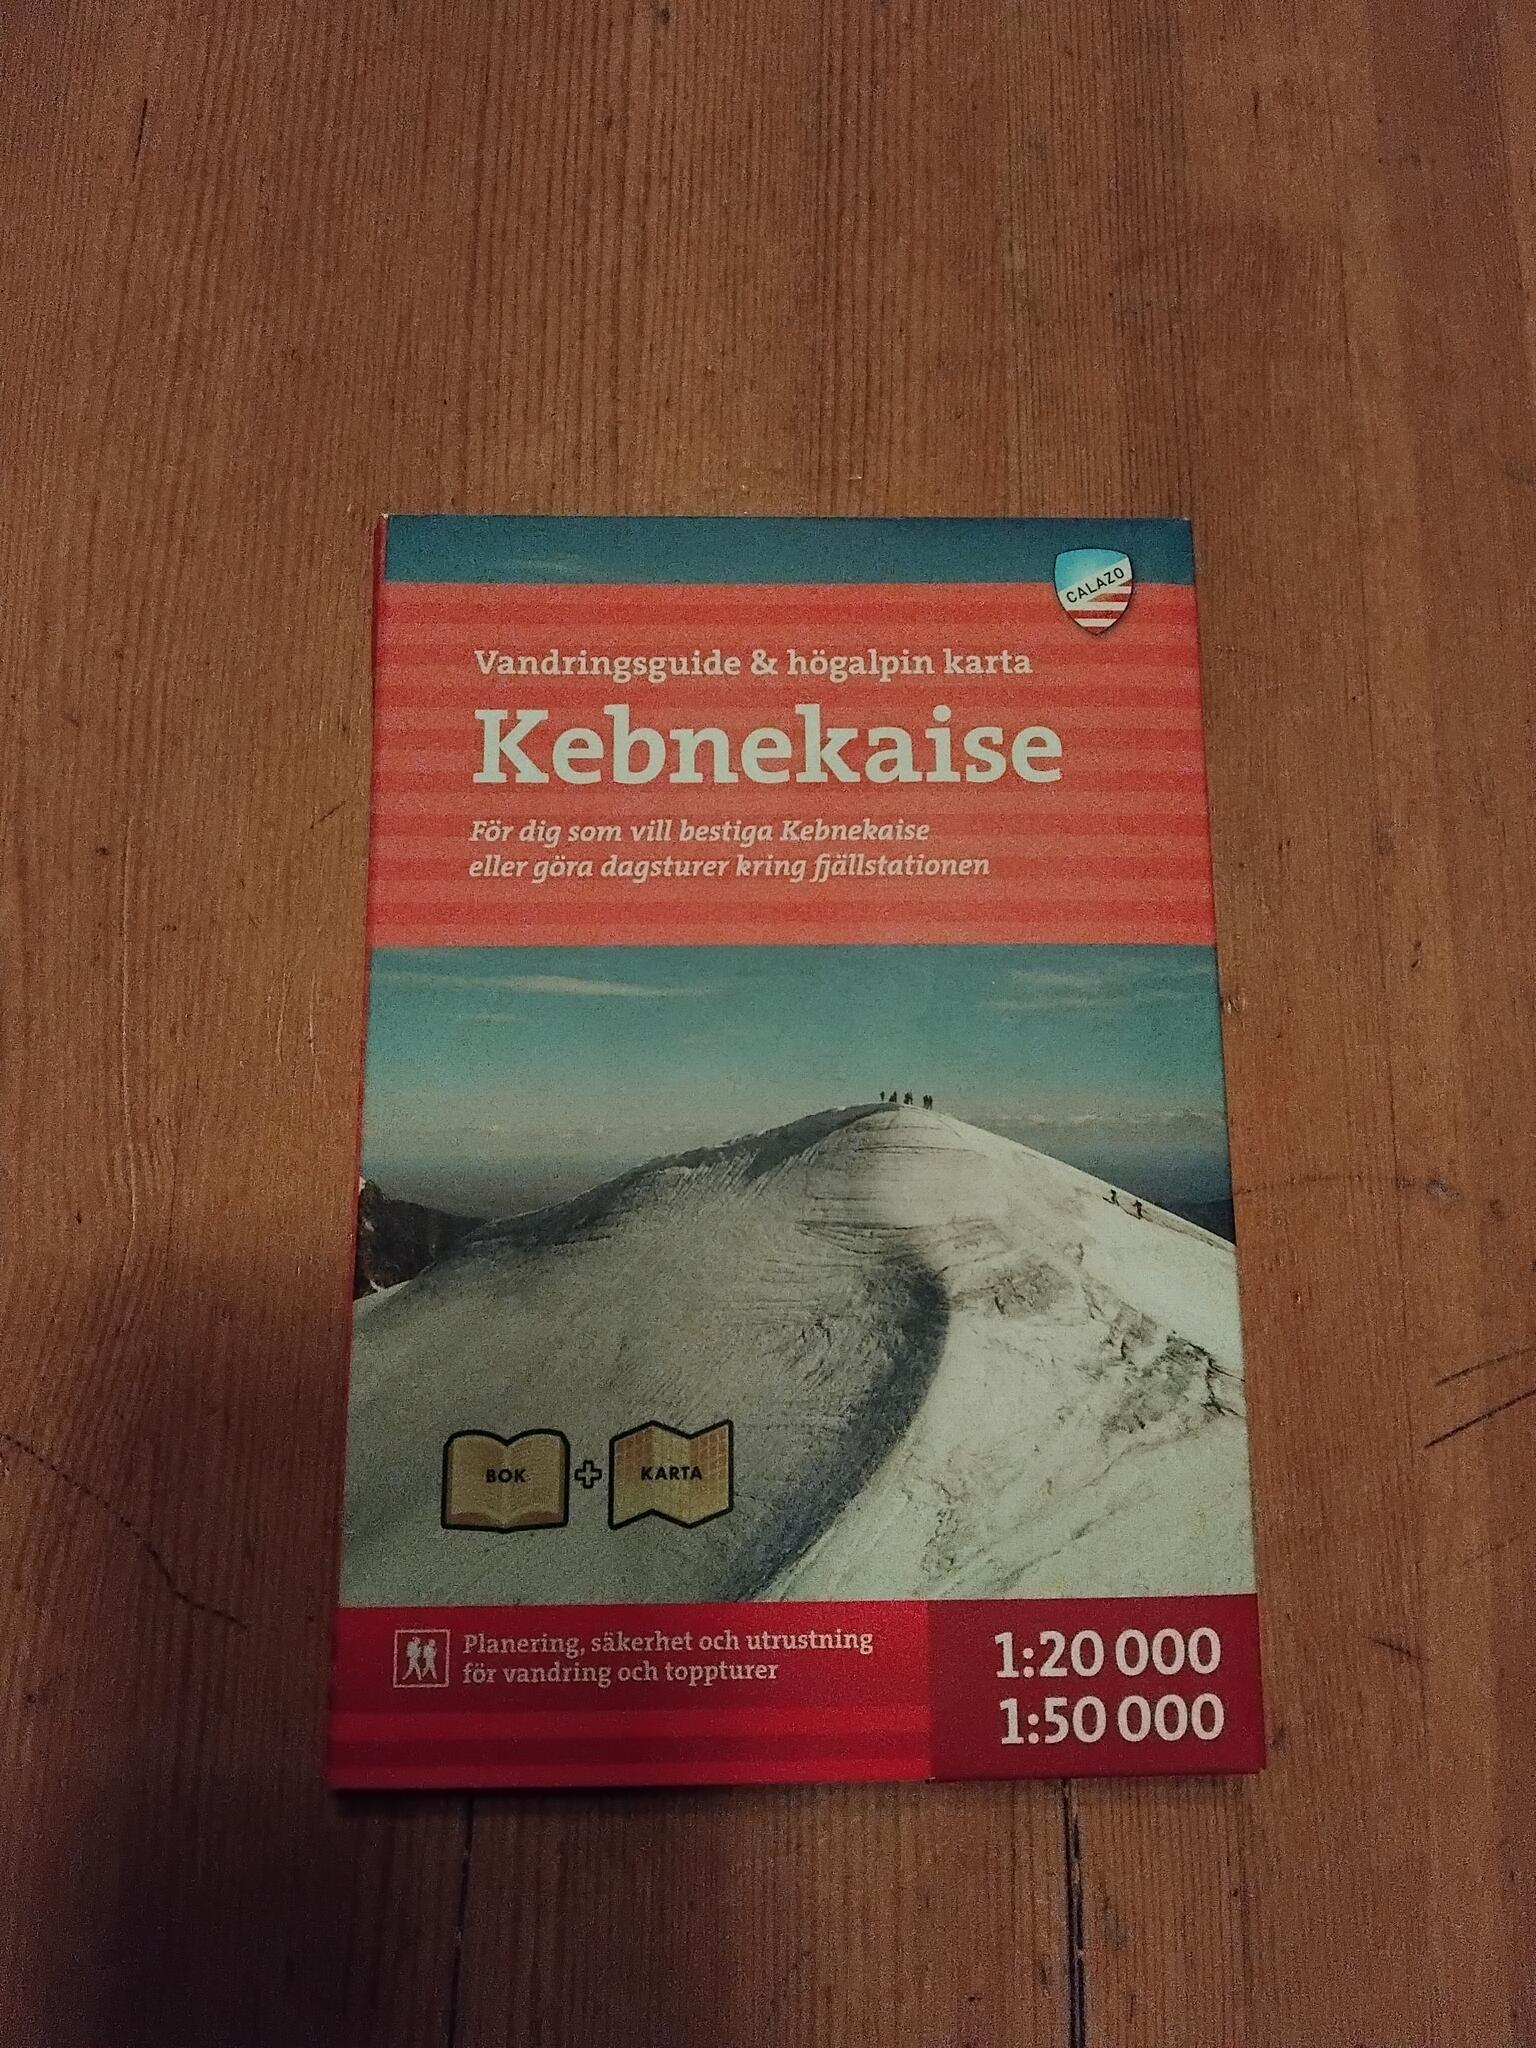 CALAZO
Vandringsguide & högalpin karta
Kebnekaise
För dig som vill bestiga Kebnekaise
eller göra dagsturer kring fjällstationen
BOK
KARTA
Planering, säkerhet och utrustning
för vandring och toppturer
1:20 000
1:50 000